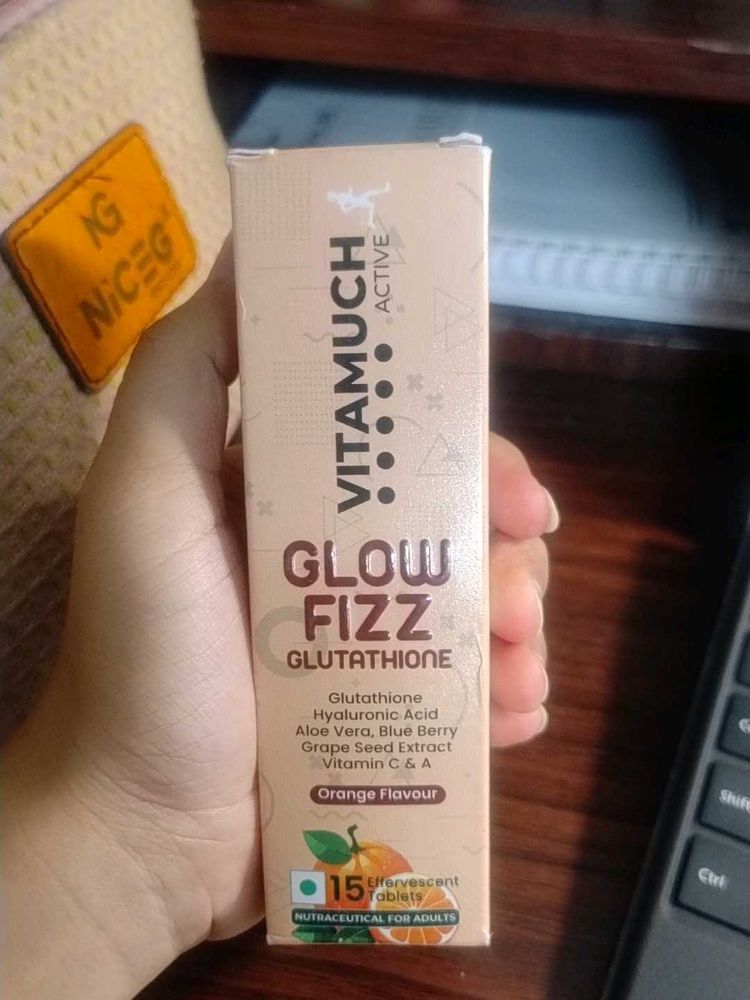 NG
NiCEG
VITAMUCH
ACTIVE
GLOW
FIZZ
GLUTATHIONE
Glutathione
Hyaluronic Acid
Aloe Vera, Blue Berry
Grape Seed Extract
Vitamin C & A
Orange Flavour
15 Effervescent
Tablets
NUTRACEUTICAL FOR ADULTS
Shift
Ctrl